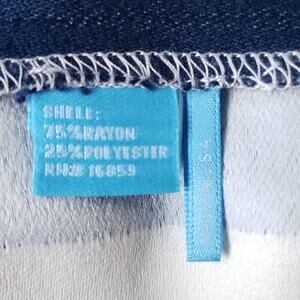 SHELL:
75%RAYON
25%POLYESTER
RN# 16859